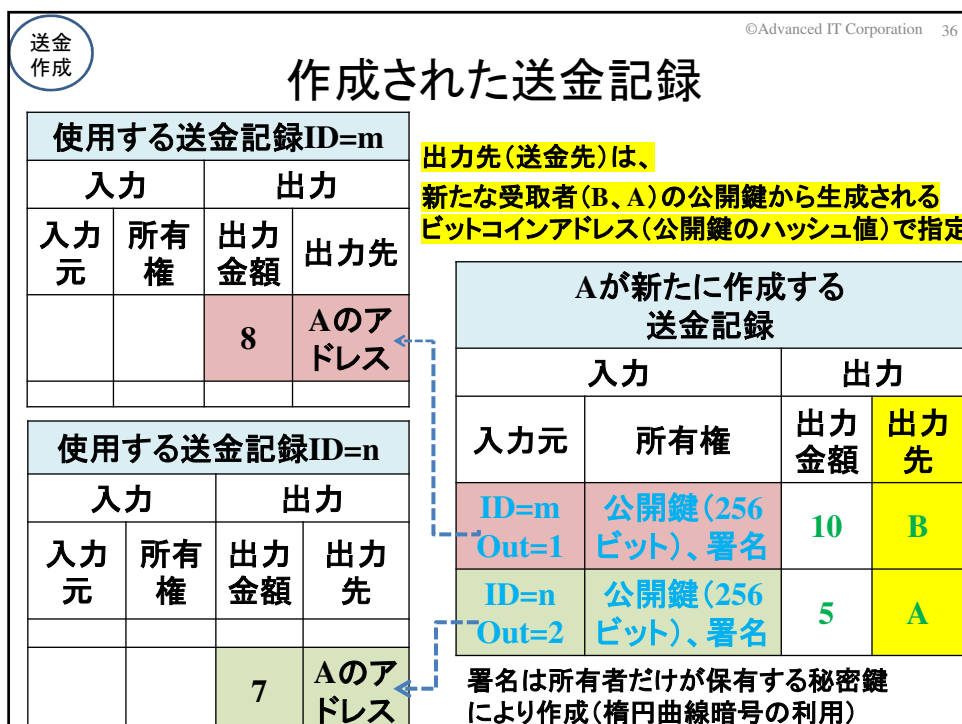 ©Advanced IT Corporation 36
送金
作成
作成された送金記録
使用する送金記録ID=m
入力 出力
入力
元
所有
権
出力
金額
出力先
8
Aのア
ドレス
使用する送金記録ID=n
入力 出力
入力
元
所有
権
出力
金額
出力
先
7
Aのア
ドレス
出力先(送金先)は、
新たな受取者(B、A)の公開鍵から生成される
ビットコインアドレス(公開鍵のハッシュ値)で指定
Aが新たに作成する
送金記録
入力 出力
入力元
所有権
出力
金額
出力
先
ID=m
Out=1
公開鍵(256
ビット)、署名
10
B
ID=n
Out=2
公開鍵(256
ビット)、署名
5
A
署名は所有者だけが保有する秘密鍵
により作成(楕円曲線暗号の利用)